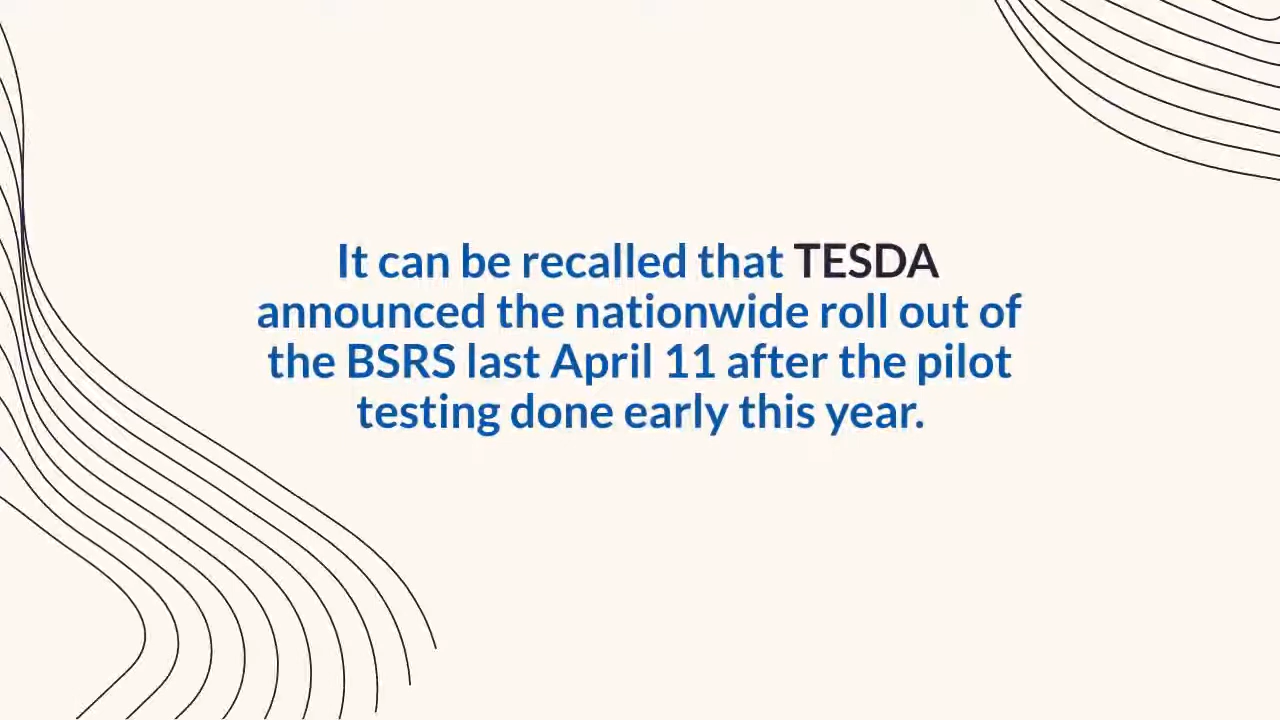 It can be recalled that TESDA
announced the nationwide roll out of
the BSRS last April 11 after the pilot
testing done early this year.